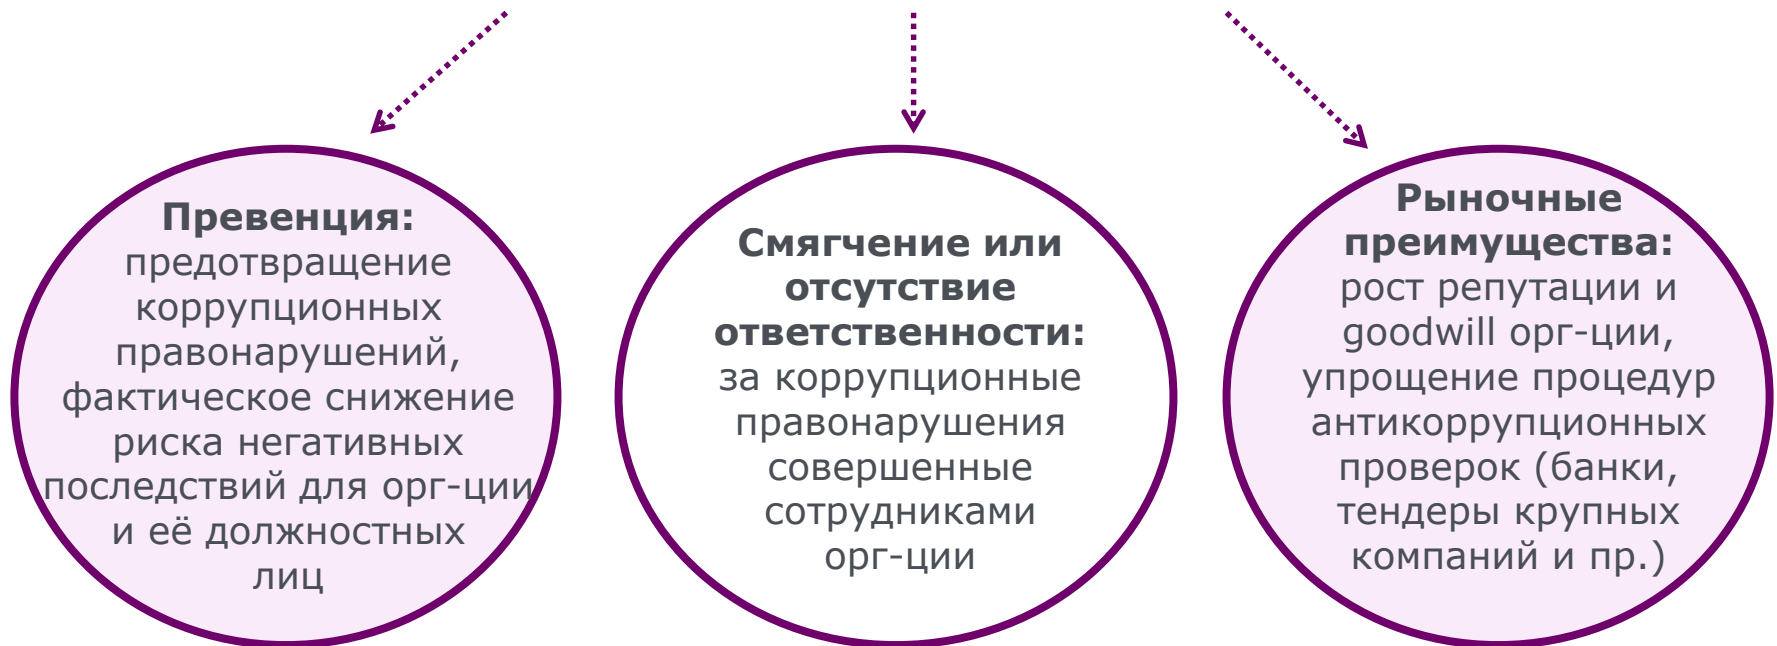 Превенция:
предотвращение
коррупционных
правонарушений,
фактическое снижение
риска негативных
последствий для орг-ции
и её должностных
лиц
Смягчение или
отсутствие
ответственности:
за коррупционные
правонарушения
совершенные
сотрудниками
орг-ции
Рыночные
преимущества:
рост репутации и
goodwill орг-ции,
упрощение процедур
антикоррупционных
проверок (банки,
тендеры крупных
компаний и пр.)